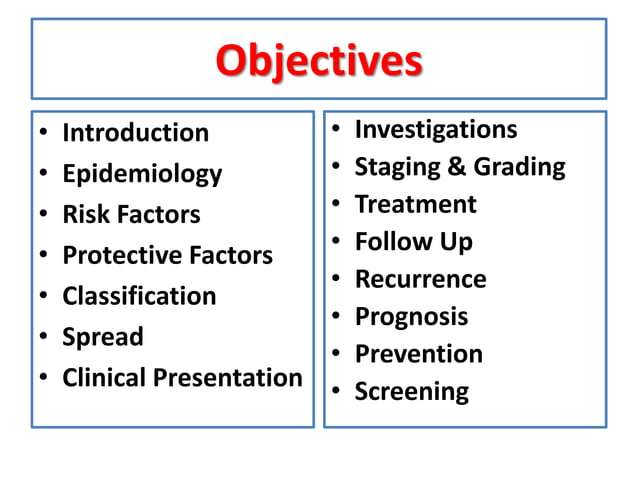 Objectives
• Introduction
• Epidemiology
• Risk Factors
• Protective Factors
• Classification
• Spread
• Clinical Presentation
• Investigations
• Staging & Grading
• Treatment
• Follow Up
• Recurrence
• Prognosis
• Prevention
• Screening